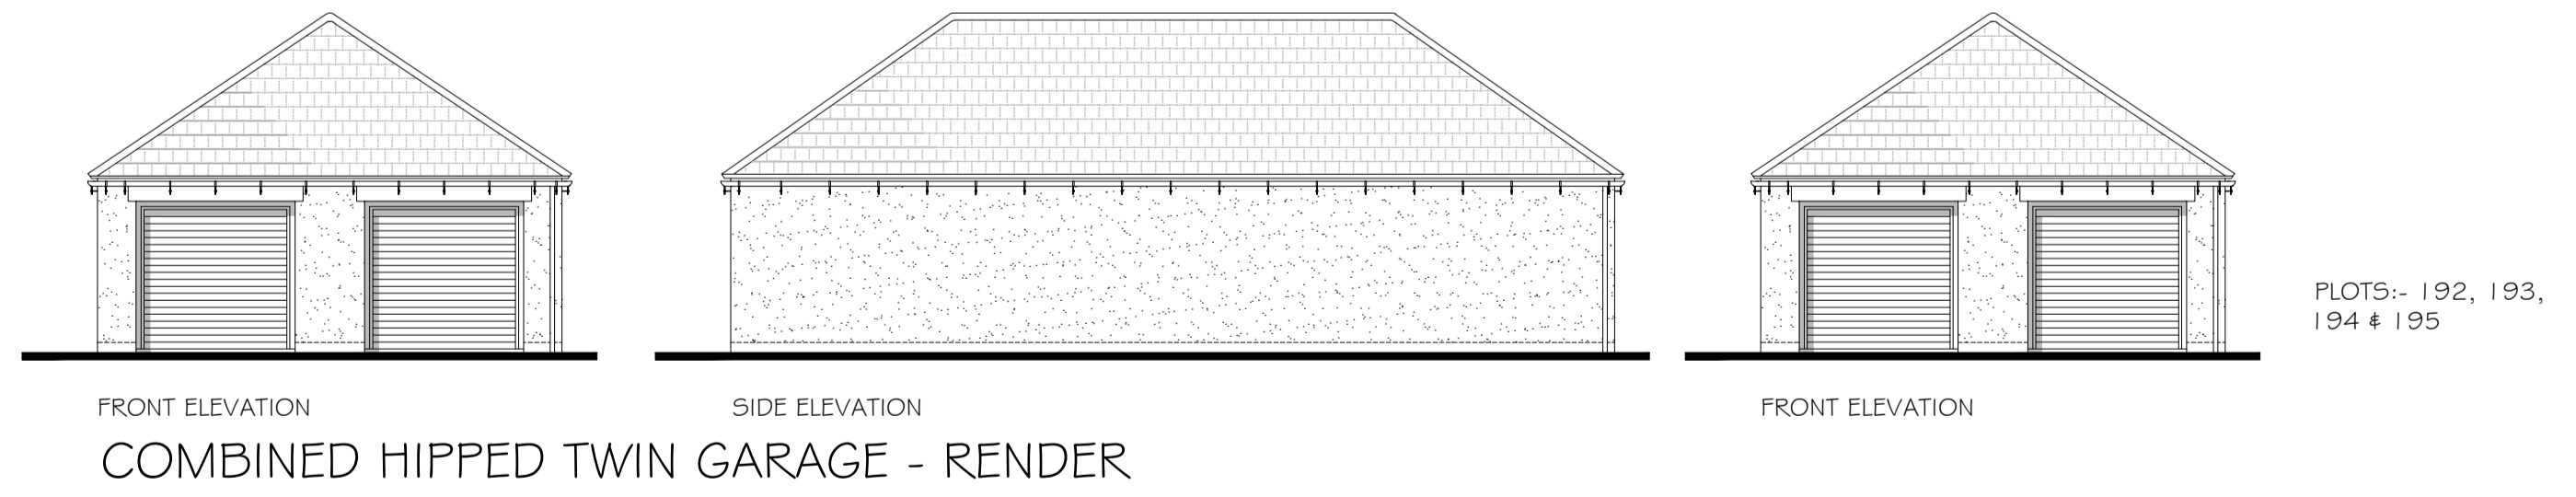 FRONT ELEVATION
SIDE ELEVATION
FRONT ELEVATION
COMBINED HIPPED TWIN GARAGE - RENDER
PLOTS:- 192, 193,
194 & 195